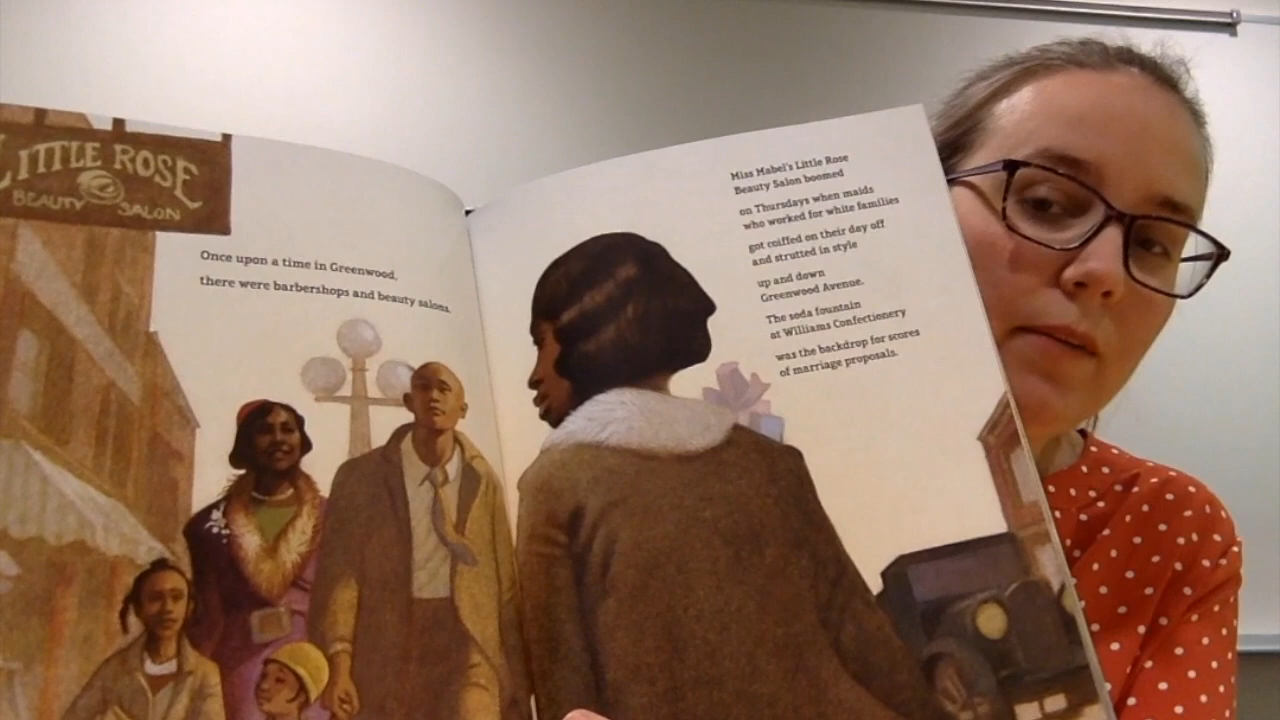 LITTLE ROSE
BEAUTY SALON
Once upon a time in Greenwood,
there were barbershops and beauty salons.
Miss Mabel's Little Rose
Beauty Salon boomed
on Thursdays when maids
who worked for white families
got coiffed on their day off
and strutted in style
up and down
Greenwood Avenue.
The soda fountain
at Williams Confectionery
was the backdrop for scores
of marriage proposals.